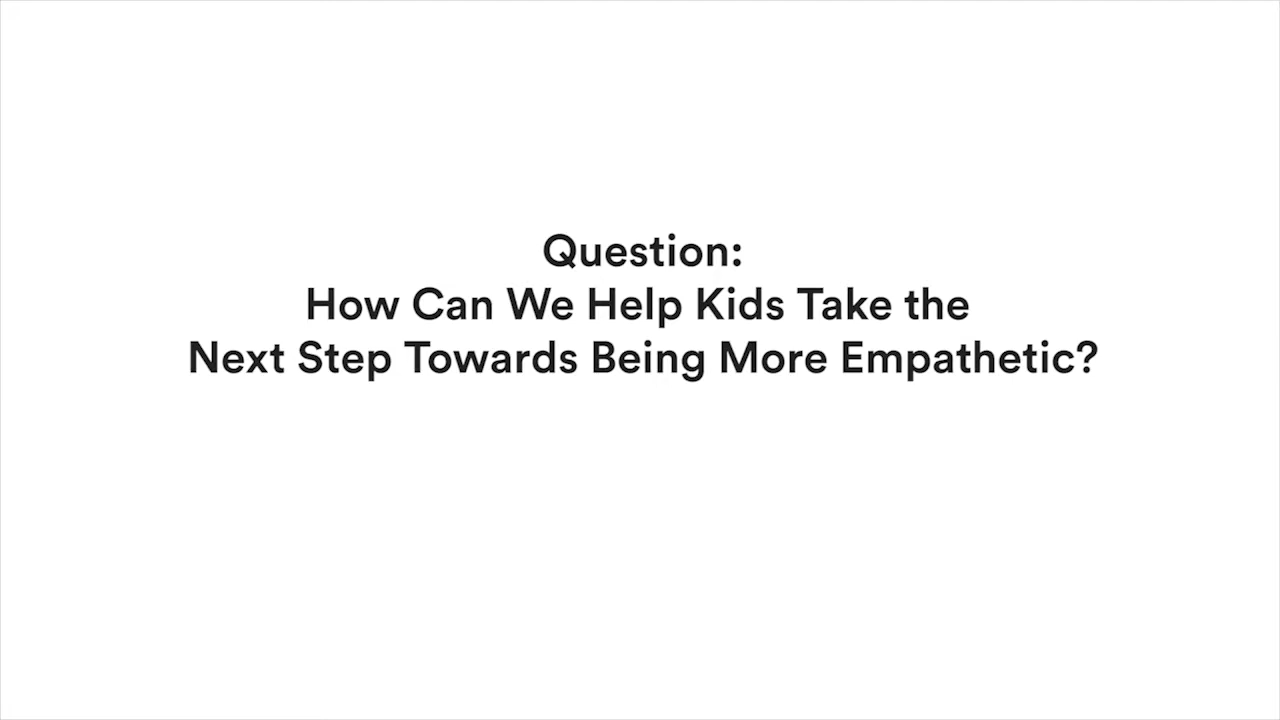 Question:
How Can We Help Kids Take the
Next Step Towards Being More Empathetic?